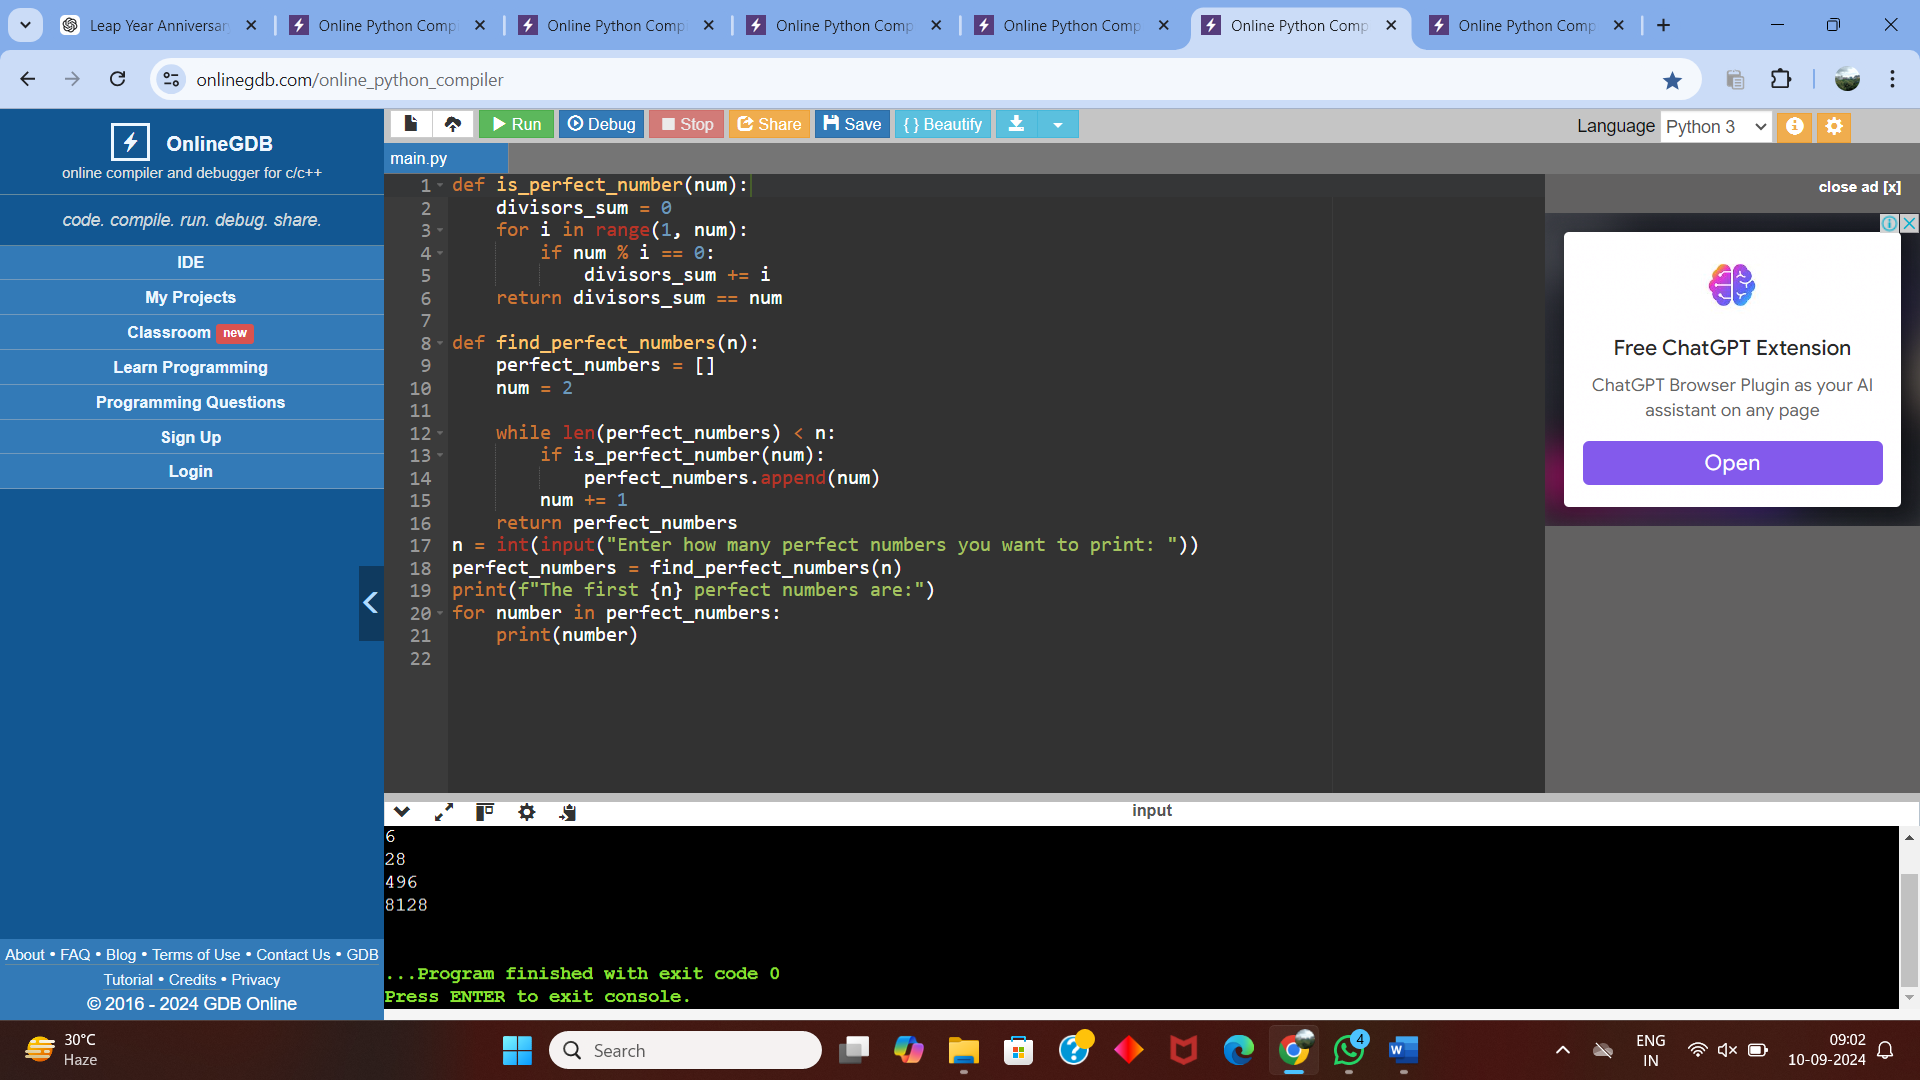 Leap Year Anniversar
Online Python Comp
Online Python Comp
Online Python Comp
Online Python Comp
Online Python Comp
Online Python Comp
onlinegdb.com/online_python_compiler
OnlineGDB
online compiler and debugger for c/c++
code. compile. run. debug. share.
IDE
My Projects
Classroom new
Learn Programming
Programming Questions
Sign Up
Login
About • FAQ • Blog • Terms of Use • Contact Us • GDB
Tutorial • Credits • Privacy
© 2016 - 2024 GDB Online
Run Debug Stop Share Save { } Beautify
Language Python 3
main.py
1 def is_perfect_number(num):
2     divisors_sum = 0
3     for i in range(1, num):
4         if num % i == 0:
5             divisors_sum += i
6     return divisors_sum == num
7
8 def find_perfect_numbers(n):
9     perfect_numbers = []
10     num = 2
11
12     while len(perfect_numbers) < n:
13         if is_perfect_number(num):
14             perfect_numbers.append(num)
15         num += 1
16     return perfect_numbers
17 n = int(input("Enter how many perfect numbers you want to print: "))
18 perfect_numbers = find_perfect_numbers(n)
19 print(f"The first {n} perfect numbers are:")
20 for number in perfect_numbers:
21     print(number)
22
close ad [x]
Free ChatGPT Extension
ChatGPT Browser Plugin as your AI
assistant on any page
Open
input
6
28
496
8128
...Program finished with exit code 0
Press ENTER to exit console.
30°C
Haze
Search
4
ENG
IN
09:02
10-09-2024